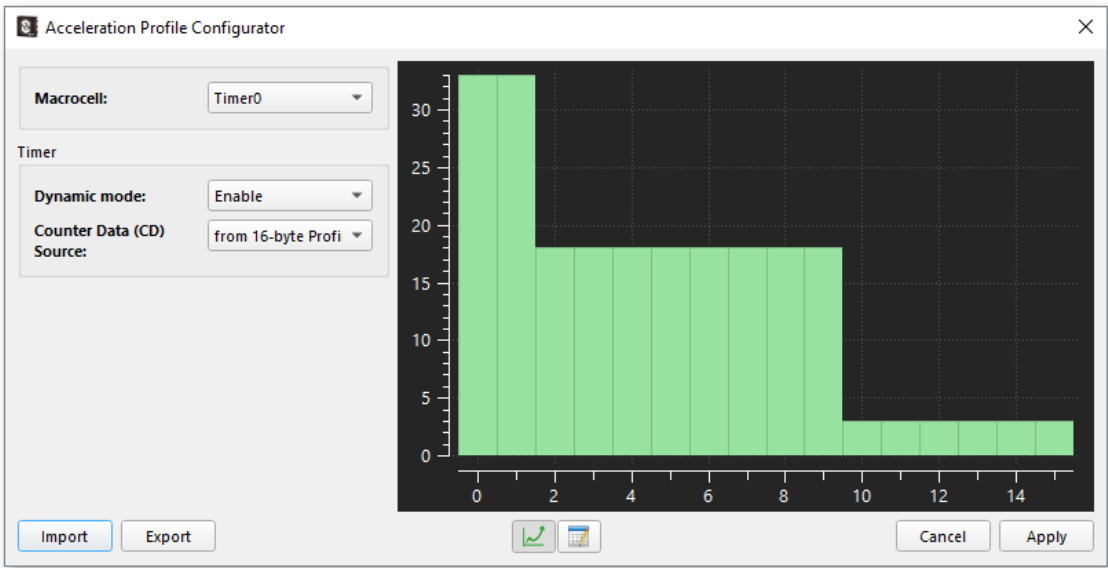 Acceleration Profile Configurator
Macrocell:
Timer0
Timer
Dynamic mode:
Enable
Counter Data (CD)
Source:
from 16-byte Profi
30
25
20
15
10
5
0
0 2 4 6 8 10 12 14
Import
Export
Cancel
Apply